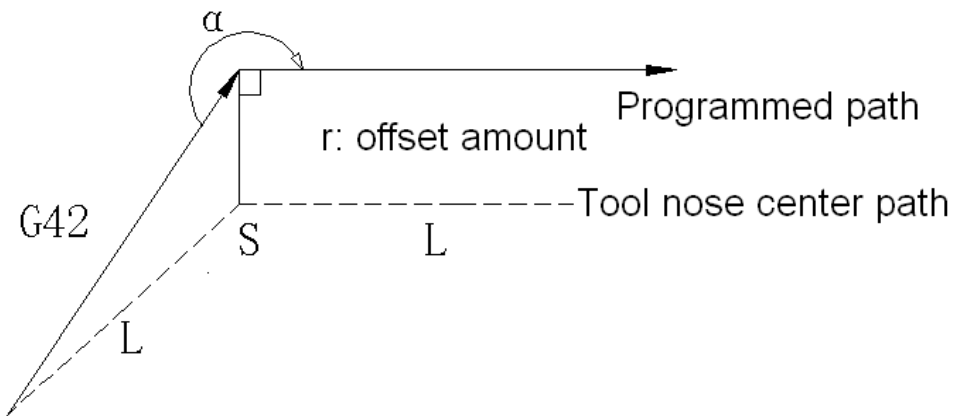 α
Programmed path
r: offset amount
G42
Tool nose center path
S
L
L